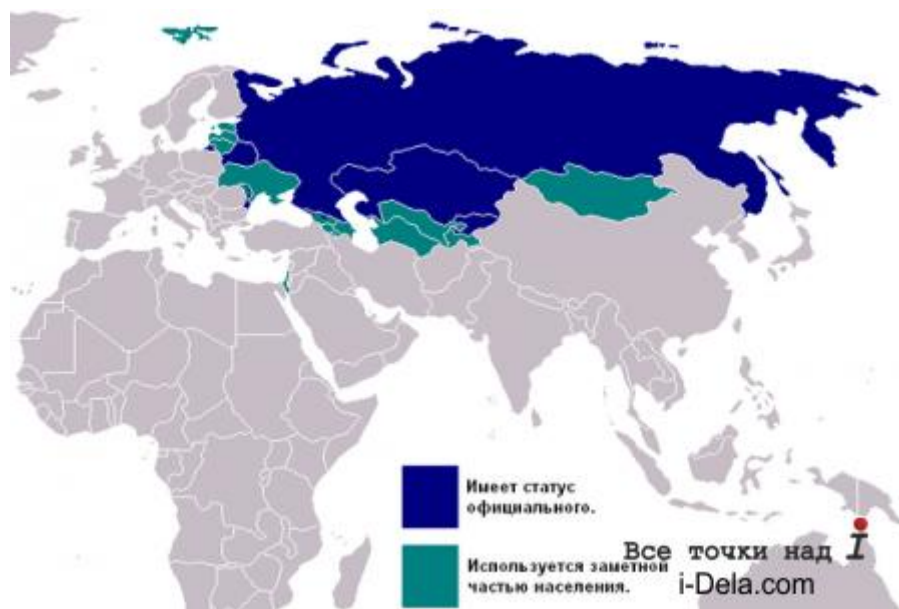 Имеет статус
официального.
Используется заметной
частью населения.
Все точки над I
i-Dela.com